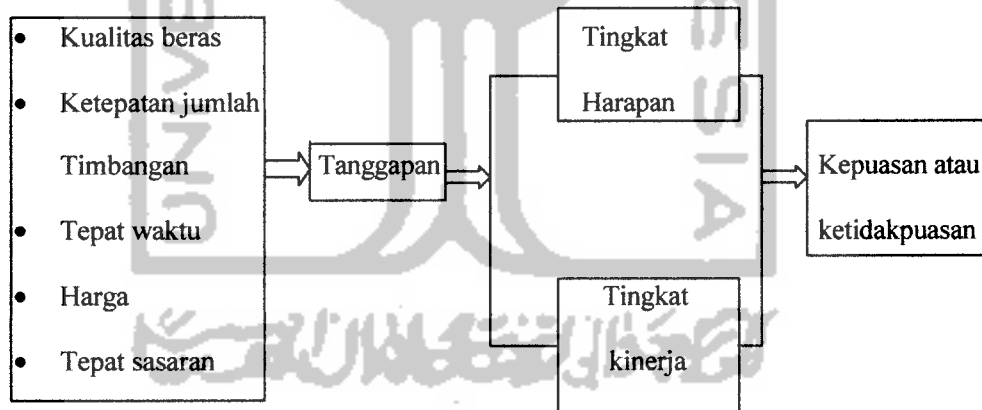 • Kualitas beras
• Ketepatan jumlah
Timbangan
• Tepat waktu
• Harga
• Tepat sasaran
Tanggapan
Tingkat
Harapan
Tingkat
kinerja
Kepuasan atau
ketidakpuasan